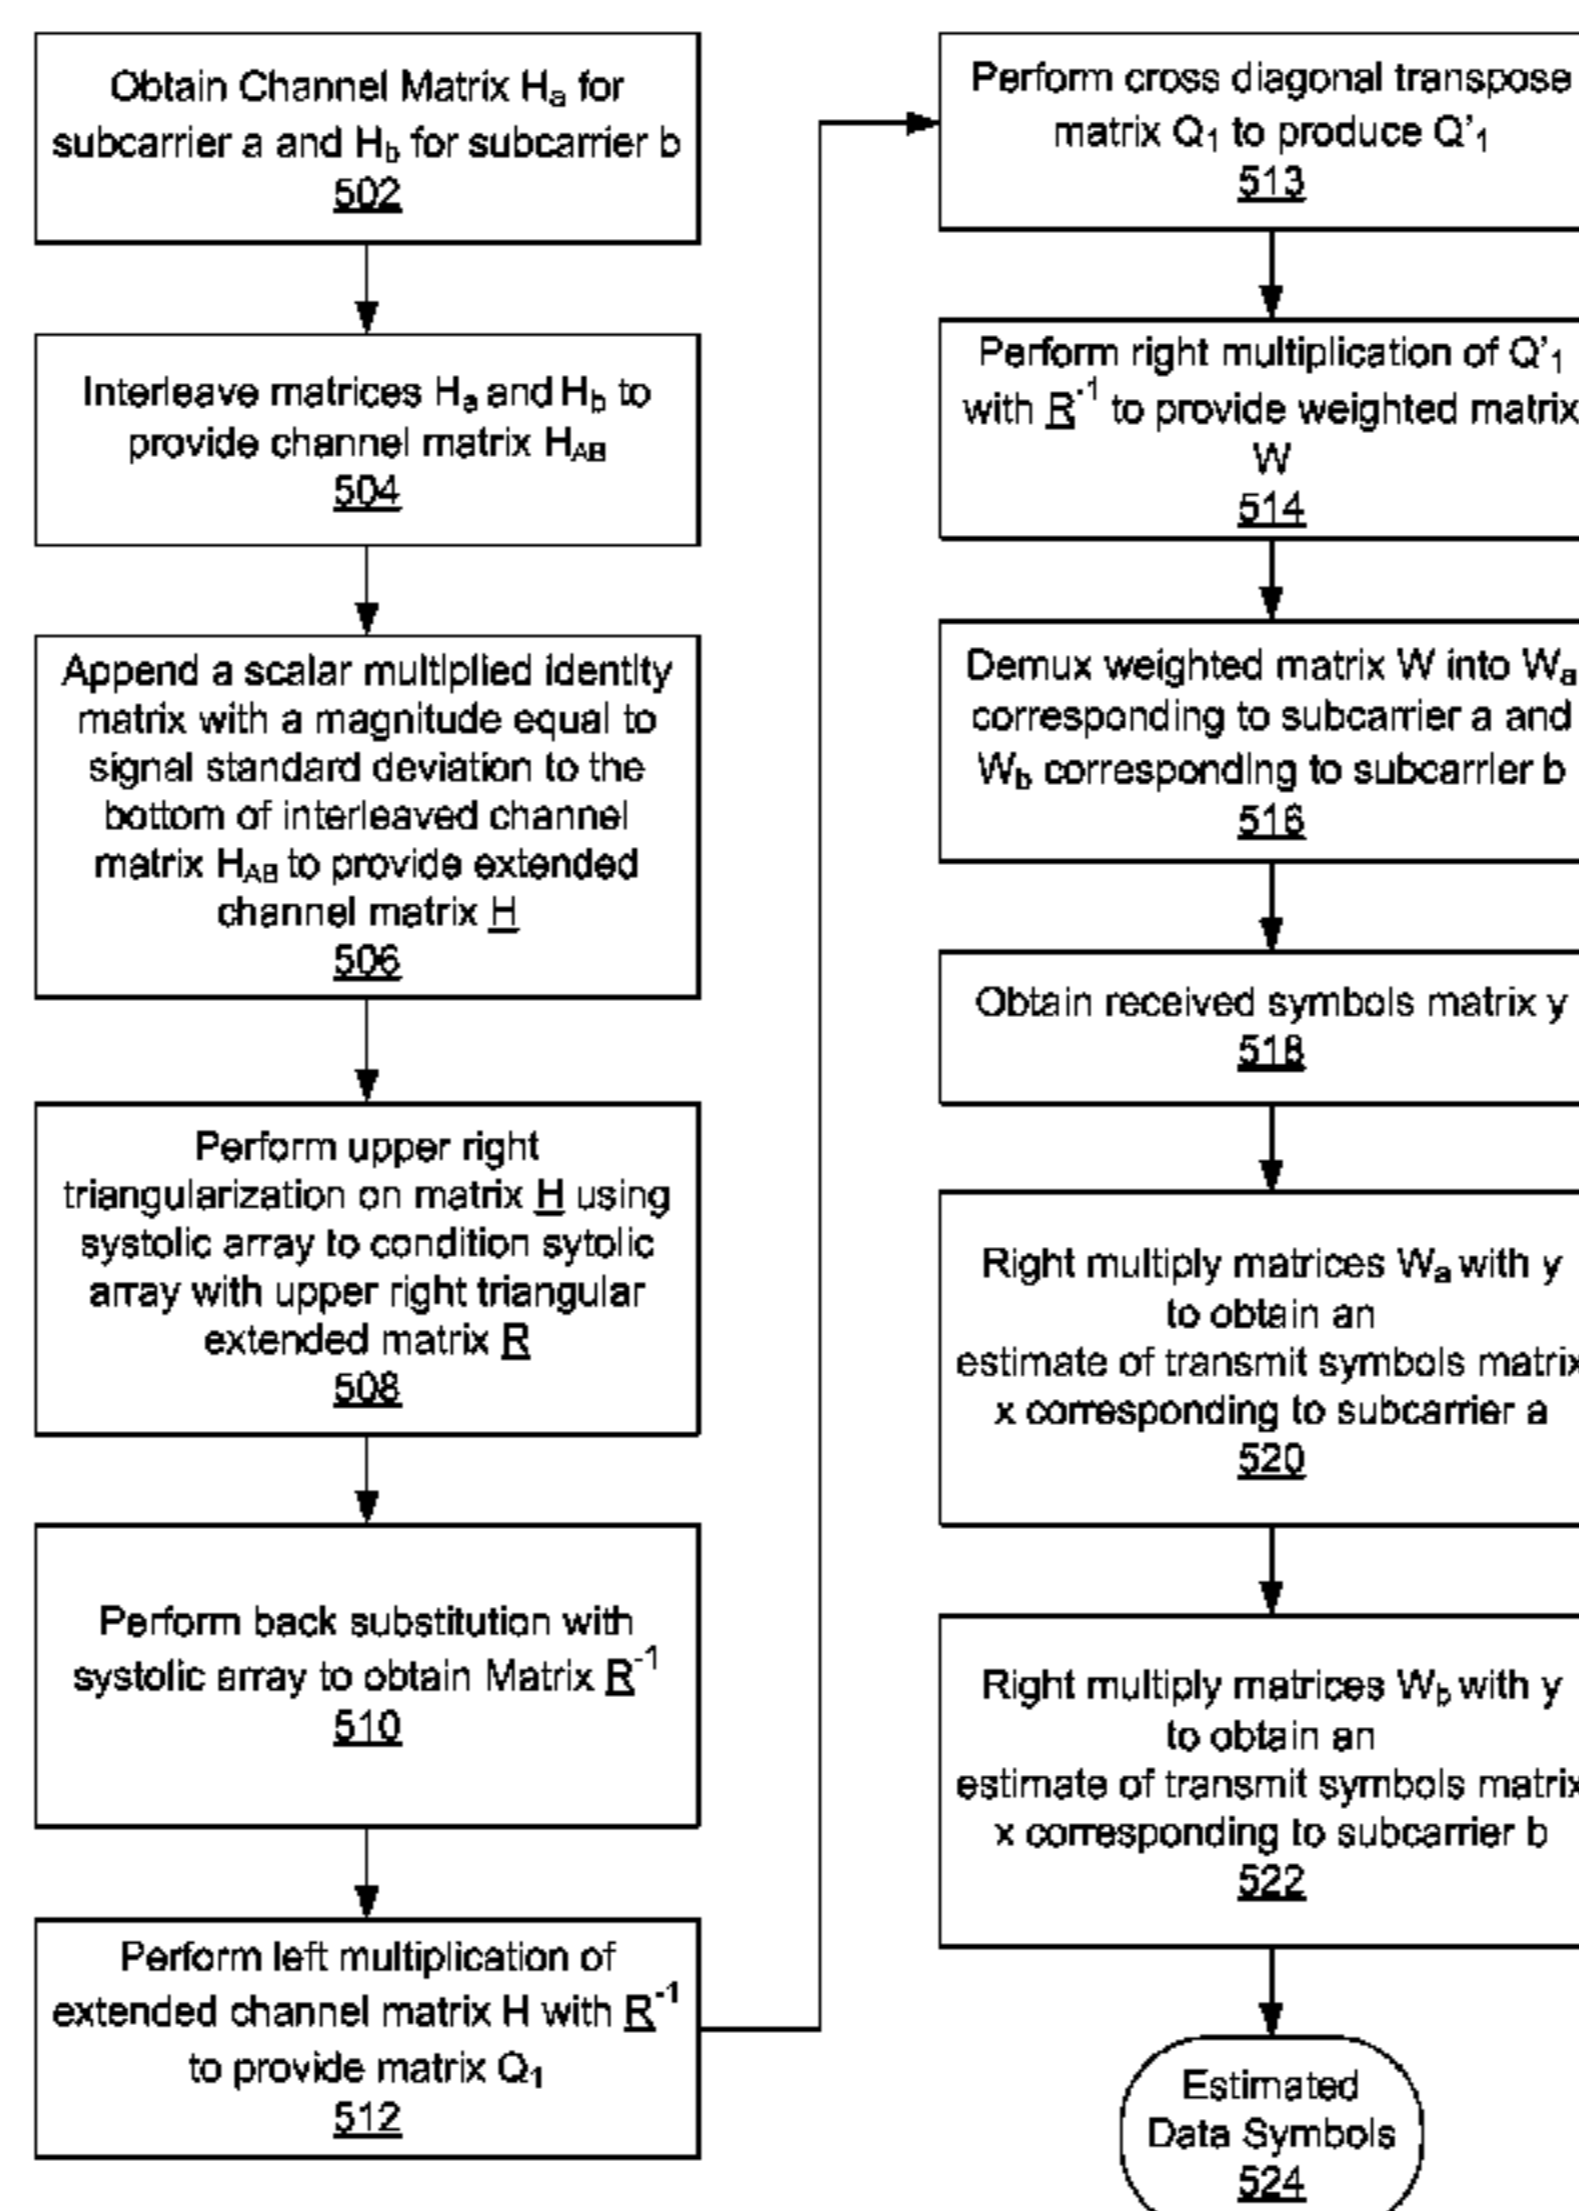 Obtain Channel Matrix Hₐ for
subcarrier a and H_b for subcarrier b
502
Interleave matrices Hₐ and H_b to
provide channel matrix H_AB
504
Append a scalar multiplied identity
matrix with a magnitude equal to
signal standard deviation to the
bottom of interleaved channel
matrix H_AB to provide extended
channel matrix H
506
Perform upper right
triangularization on matrix H using
systolic array to condition sytolic
array with upper right triangular
extended matrix R
508
Perform back substitution with
systolic array to obtain Matrix R⁻¹
510
Perform left multiplication of
extended channel matrix H with R⁻¹
to provide matrix Q₁
512
Perform cross diagonal transpose
matrix Q₁ to produce Q'₁
513
Perform right multiplication of Q'₁
with R⁻¹ to provide weighted matrix
W
514
Demux weighted matrix W into Wₐ
corresponding to subcarrier a and
W_b corresponding to subcarrier b
516
Obtain received symbols matrix y
518
Right multiply matrices Wₐ with y
to obtain an
estimate of transmit symbols matrix
x corresponding to subcarrier a
520
Right multiply matrices W_b with y
to obtain an
estimate of transmit symbols matrix
x corresponding to subcarrier b
522
Estimated
Data Symbols
524